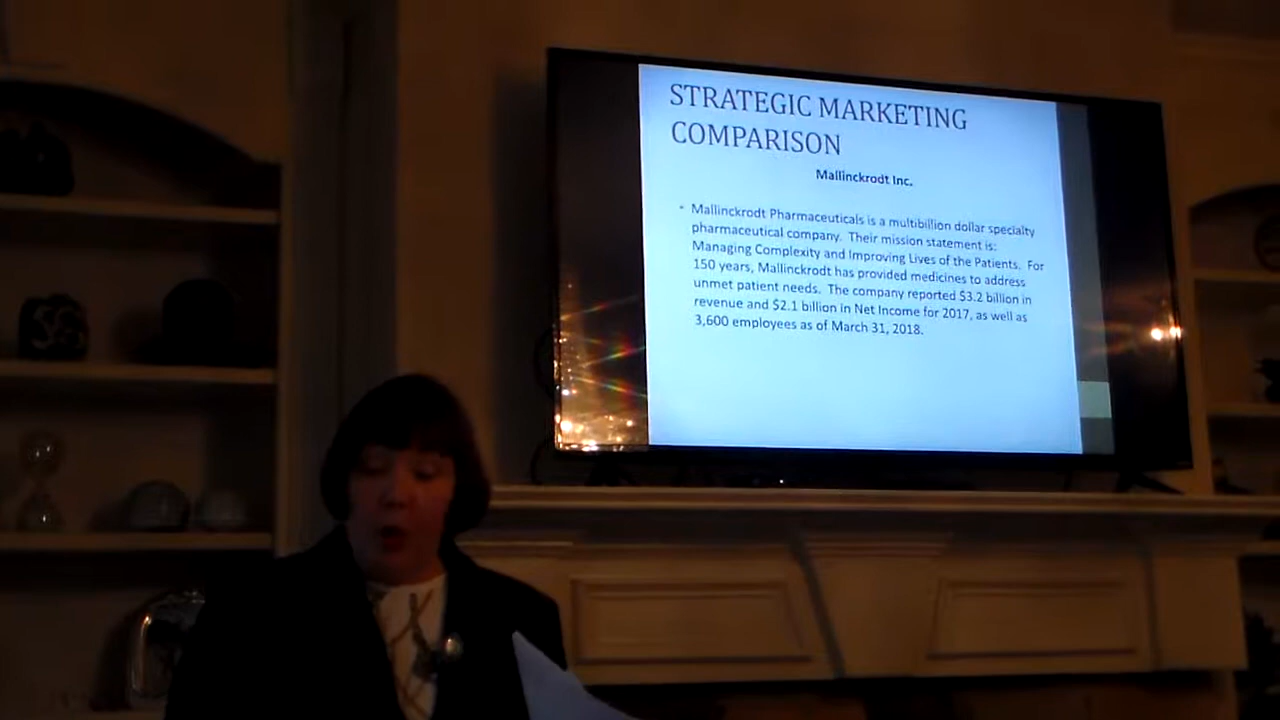 STRATEGIC MARKETING
COMPARISON
Mallinckrodt Inc.
- Mallinckrodt Pharmaceuticals is a multibillion dollar specialty
pharmaceutical company. Their mission statement is:
Managing Complexity and Improving Lives of the Patients. For
150 years, Mallinckrodt has provided medicines to address
unmet patient needs. The company reported $3.2 billion in
revenue and $2.1 billion in Net Income for 2017, as well as
3,600 employees as of March 31, 2018.